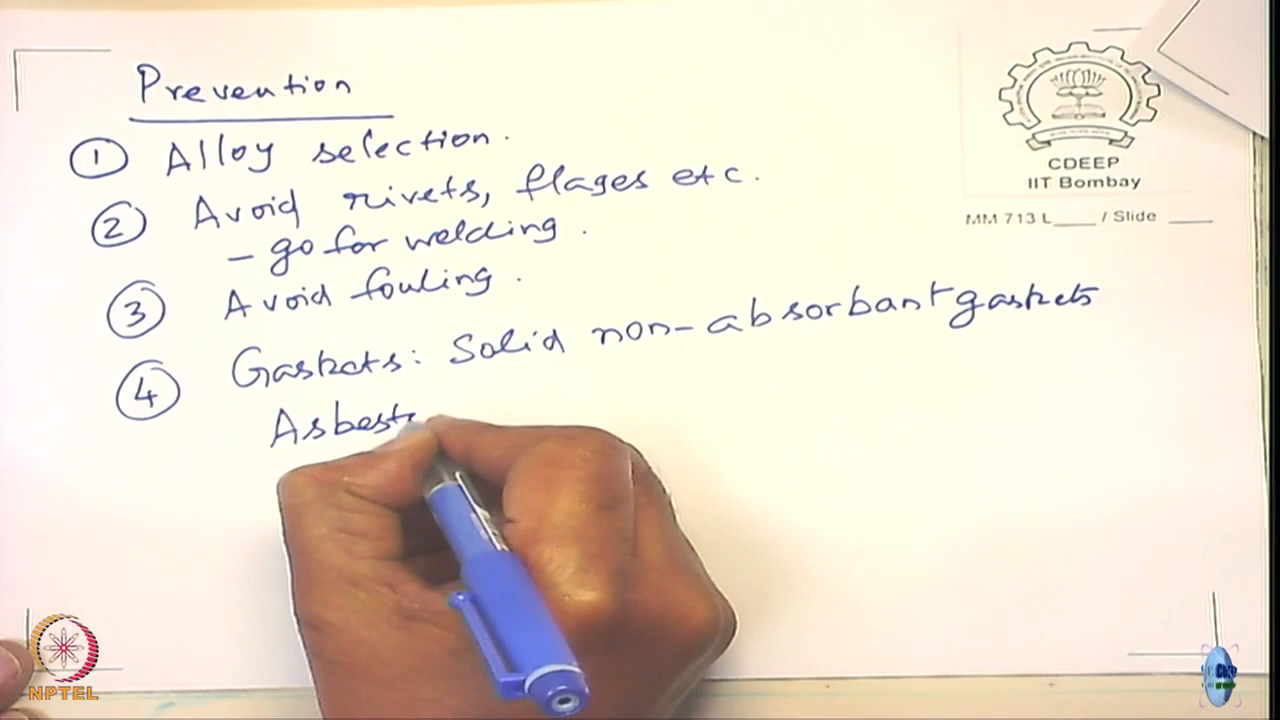 Prevention
1 Alloy selection.
2 Avoid rivets, flages etc.
- go for welding.
3 Avoid fouling.
4 Gaskets: Solid non-absorbant gaskets
Asbest
CDEEP
IIT Bombay
MM 713 L____ / Slide ____
NPTEL